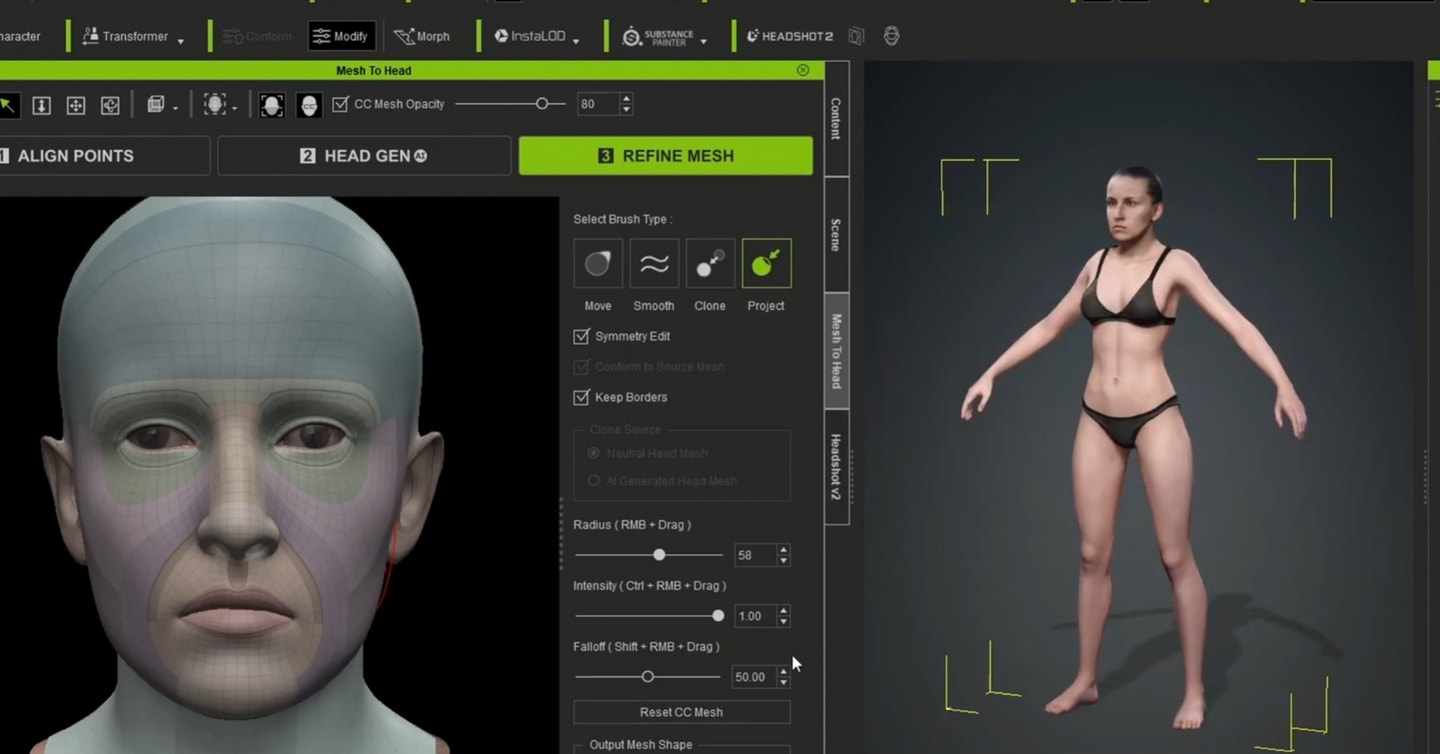 aracter
Transformer
Conform
Modify
Morph
InstaLOD
SUBSTANCE
PAINTER
HEADSHOT 2
Mesh To Head
CC Mesh Opacity
80
1 ALIGN POINTS
2 HEAD GEN AI
3 REFINE MESH
Select Brush Type :
Move
Smooth
Clone
Project
Symmetry Edit
Conform to Source Mesh
Keep Borders
Clone Source
Neutral Head Mesh
AI Generated Head Mesh
Radius ( RMB + Drag )
58
Intensity ( Ctrl + RMB + Drag )
1.00
Falloff ( Shift + RMB + Drag )
50.00
Reset CC Mesh
Output Mesh Shape
Content
Scene
Mesh To Head
Headshot v2